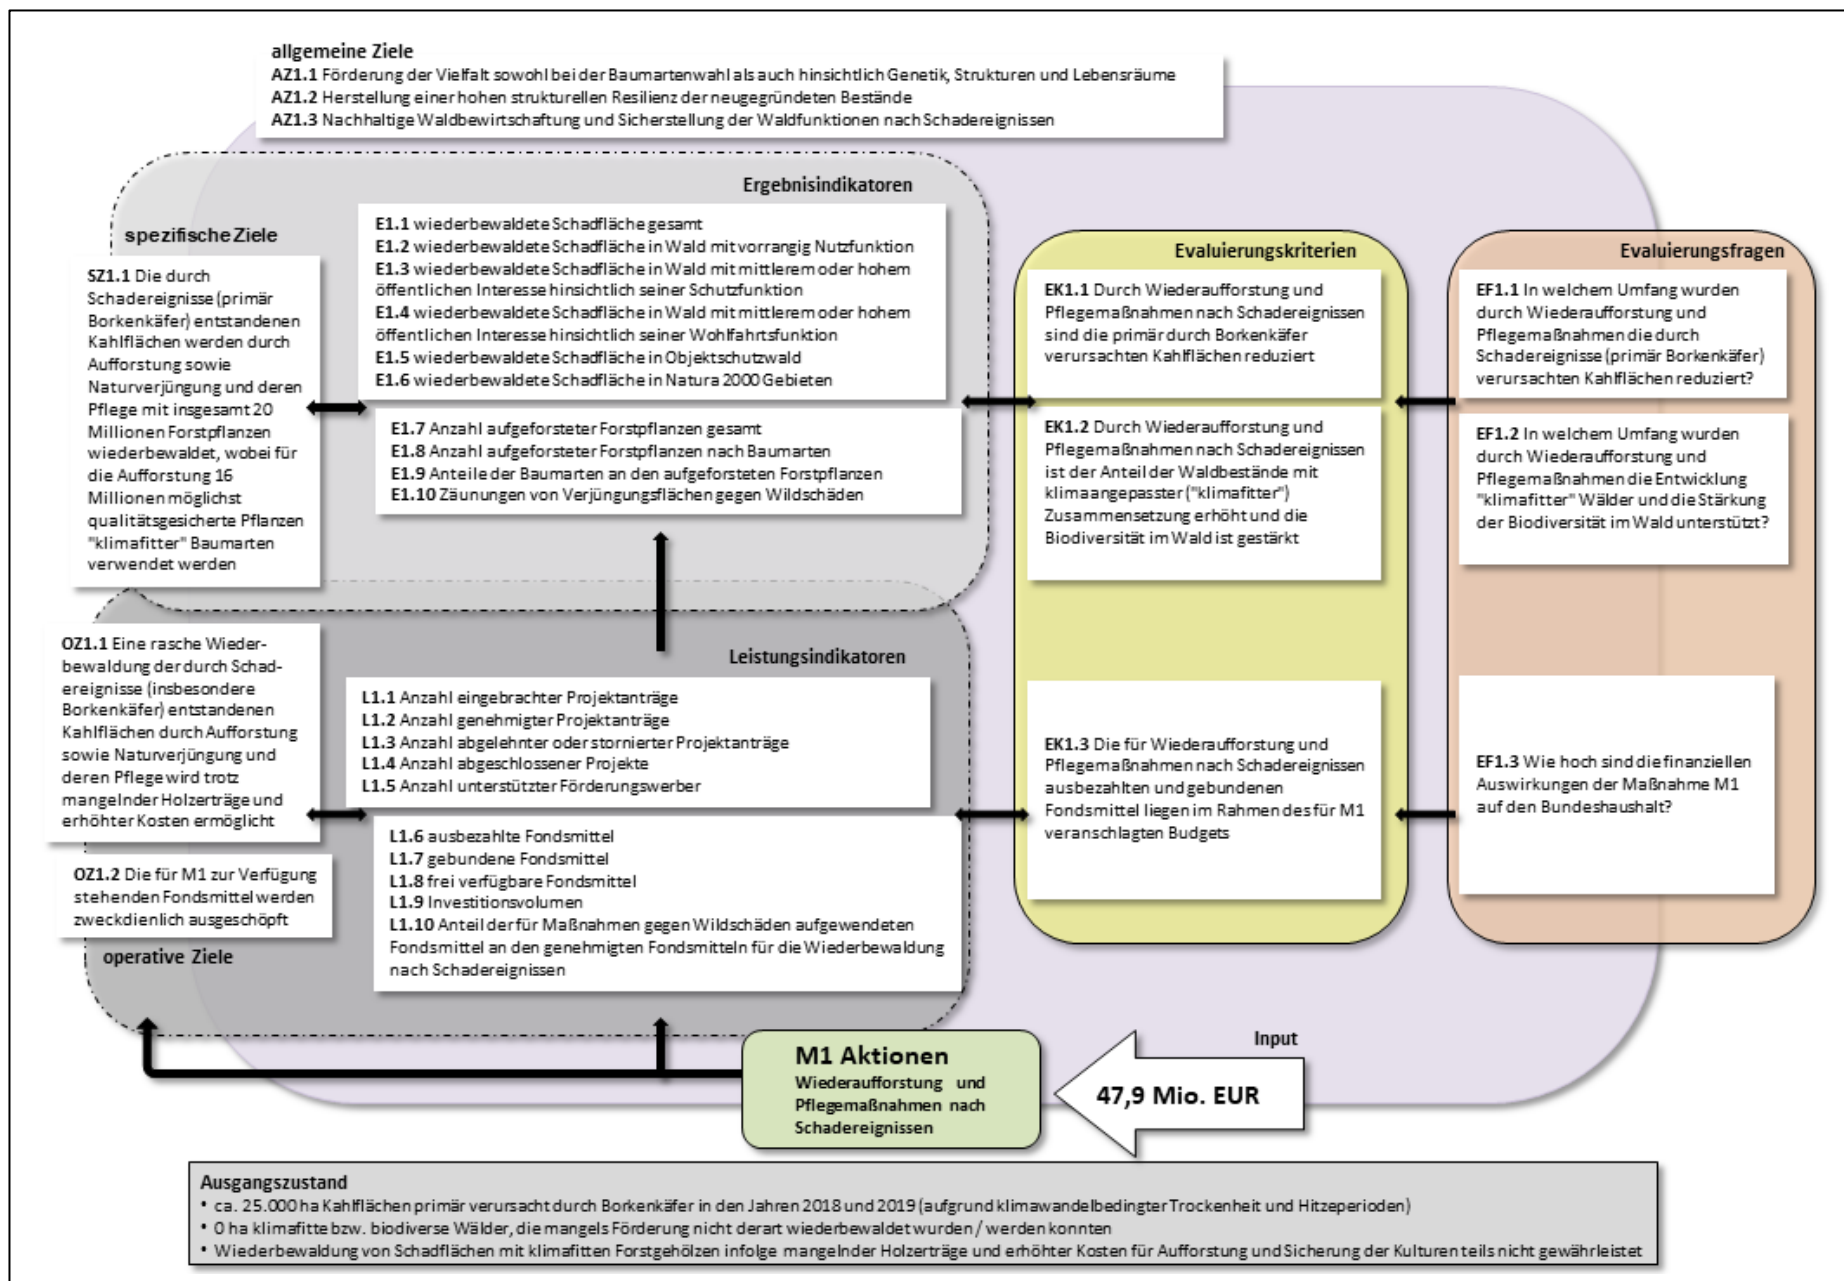 allgemeine Ziele
AZ1.1 Förderung der Vielfalt sowohl bei der Baumartenwahl als auch hinsichtlich Genetik, Strukturen und Lebensräume
AZ1.2 Herstellung einer hohen strukturellen Resilienz der neugegründeten Bestände
AZ1.3 Nachhaltige Waldbewirtschaftung und Sicherstellung der Waldfunktionen nach Schadereignissen
Ergebnisindikatoren
spezifische Ziele
SZ1.1 Die durch
Schadereignisse (primär
Borkenkäfer) entstandenen
Kahlflächen werden durch
Aufforstung sowie
Naturverjüngung und deren
Pflege mit insgesamt 20
Millionen Forstpflanzen
wiederbewaldet, wobei für
die Aufforstung 16
Millionen möglichst
qualitätsgesicherte Pflanzen
"klimafitter" Baumarten
verwendet werden
E1.1 wiederbewaldete Schadfläche gesamt
E1.2 wiederbewaldete Schadfläche in Wald mit vorrangig Nutzfunktion
E1.3 wiederbewaldete Schadfläche in Wald mit mittlerem oder hohem
öffentlichen Interesse hinsichtlich seiner Schutzfunktion
E1.4 wiederbewaldete Schadfläche in Wald mit mittlerem oder hohem
öffentlichen Interesse hinsichtlich seiner Wohlfahrtsfunktion
E1.5 wiederbewaldete Schadfläche in Objektschutzwald
E1.6 wiederbewaldete Schadfläche in Natura 2000 Gebieten
E1.7 Anzahl aufgeforsteter Forstpflanzen gesamt
E1.8 Anzahl aufgeforsteter Forstpflanzen nach Baumarten
E1.9 Anteile der Baumarten an den aufgeforsteten Forstpflanzen
E1.10 Zäunungen von Verjüngungsflächen gegen Wildschäden
Evaluierungskriterien
EK1.1 Durch Wiederaufforstung und
Pflegemaßnahmen nach Schadereignissen
sind die primär durch Borkenkäfer
verursachten Kahlflächen reduziert
EK1.2 Durch Wiederaufforstung und
Pflegemaßnahmen nach Schadereignissen
ist der Anteil der Waldbestände mit
klimaangepasster ("klimafitter")
Zusammensetzung erhöht und die
Biodiversität im Wald ist gestärkt
Evaluierungsfragen
EF1.1 In welchem Umfang wurden
durch Wiederaufforstung und
Pflegemaßnahmen die durch
Schadereignisse (primär Borkenkäfer)
verursachten Kahlflächen reduziert?
EF1.2 In welchem Umfang wurden
durch Wiederaufforstung und
Pflegemaßnahmen die Entwicklung
"klimafitter" Wälder und die Stärkung
der Biodiversität im Wald unterstützt?
OZ1.1 Eine rasche Wieder-
bewaldung der durch Schad-
ereignisse (insbesondere
Borkenkäfer) entstandenen
Kahlflächen durch Aufforstung
sowie Naturverjüngung und
deren Pflege wird trotz
mangelnder Holzerträge und
erhöhter Kosten ermöglicht
OZ1.2 Die für M1 zur Verfügung
stehenden Fondsmittel werden
zweckdienlich ausgeschöpft
operative Ziele
Leistungsindikatoren
L1.1 Anzahl eingebrachter Projektanträge
L1.2 Anzahl genehmigter Projektanträge
L1.3 Anzahl abgelehnter oder stornierter Projektanträge
L1.4 Anzahl abgeschlossener Projekte
L1.5 Anzahl unterstützter Förderungswerber
L1.6 ausbezahlte Fondsmittel
L1.7 gebundene Fondsmittel
L1.8 frei verfügbare Fondsmittel
L1.9 Investitionsvolumen
L1.10 Anteil der für Maßnahmen gegen Wildschäden aufgewendeten
Fondsmittel an den genehmigten Fondsmitteln für die Wiederbewaldung
nach Schadereignissen
EK1.3 Die für Wiederaufforstung und
Pflegemaßnahmen nach Schadereignissen
ausbezahlten und gebundenen
Fondsmittel liegen im Rahmen des für M1
veranschlagten Budgets
EF1.3 Wie hoch sind die finanziellen
Auswirkungen der Maßnahme M1
auf den Bundeshaushalt?
M1 Aktionen
Wiederaufforstung und
Pflegemaßnahmen nach
Schadereignissen
Input
47,9 Mio. EUR
Ausgangszustand
• ca. 25.000 ha Kahlflächen primär verursacht durch Borkenkäfer in den Jahren 2018 und 2019 (aufgrund klimawandelbedingter Trockenheit und Hitzeperioden)
• 0 ha klimafitte bzw. biodiverse Wälder, die mangels Förderung nicht derart wiederbewaldet wurden / werden konnten
• Wiederbewaldung von Schadflächen mit klimafitten Forstgehölzen infolge mangelnder Holzerträge und erhöhter Kosten für Aufforstung und Sicherung der Kulturen teils nicht gewährleistet